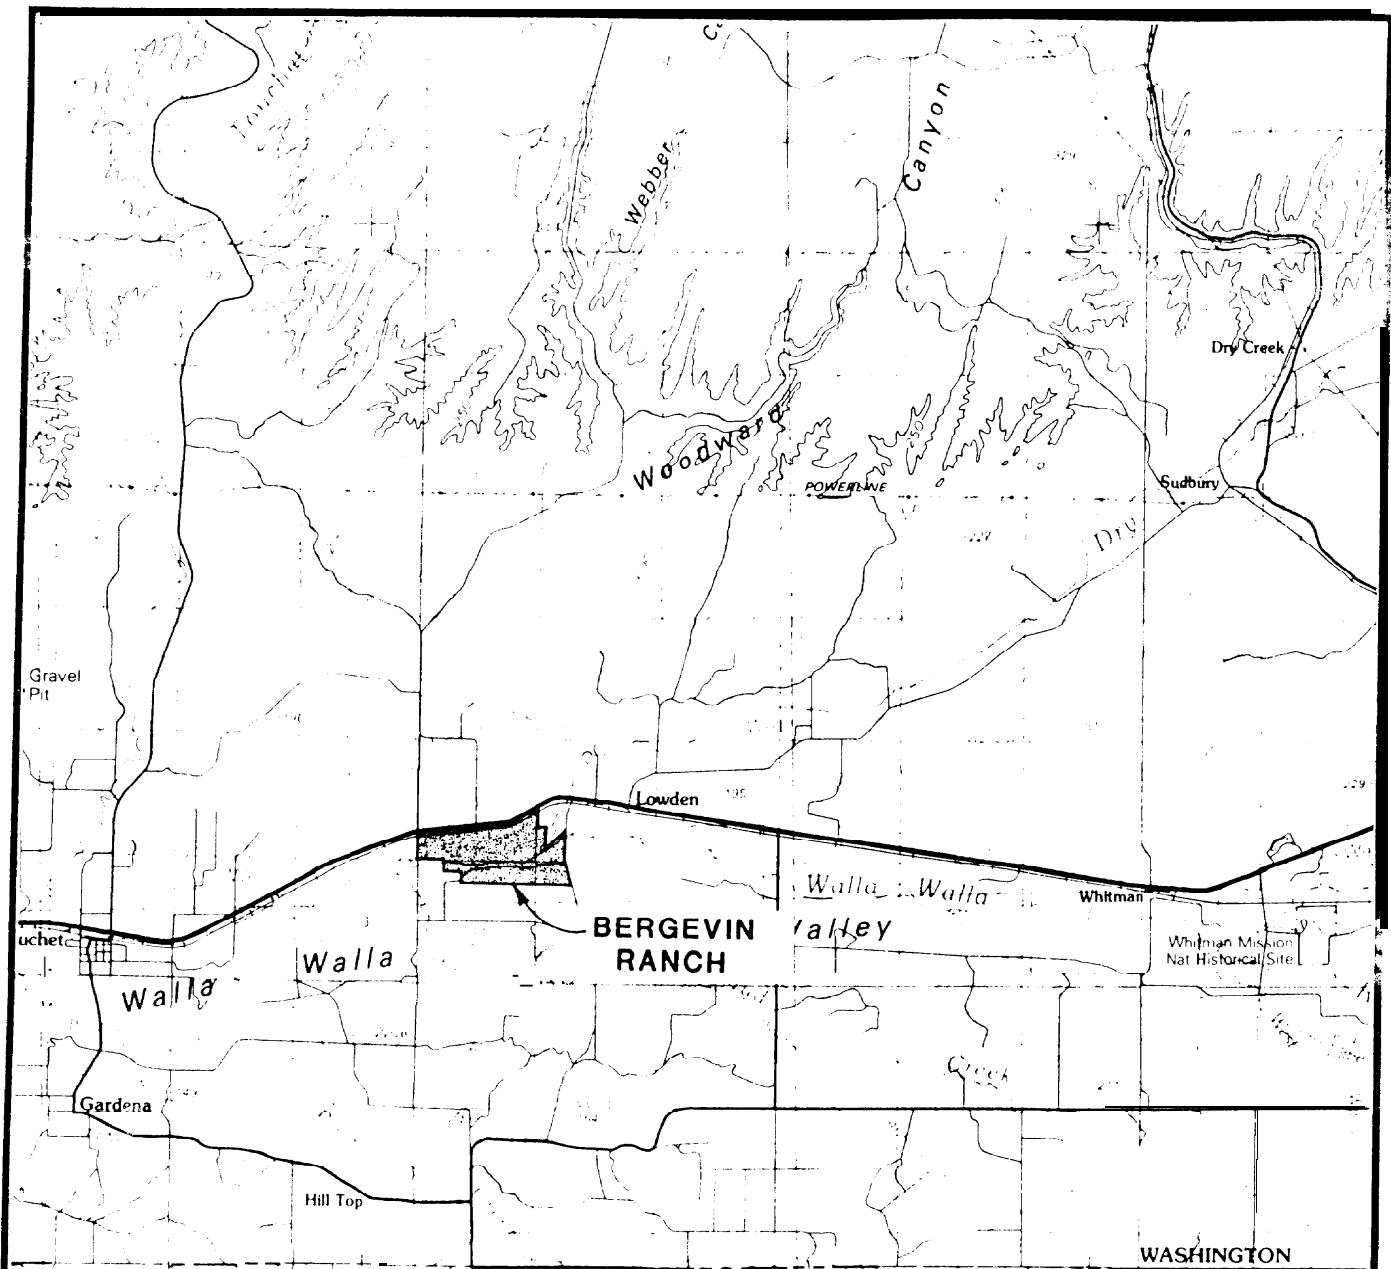 Touchet
Canyon
Webber
Dry Creek
Woodward
POWERLINE
Sudbury
Dry
Gravel
Pit
Lowden
Walla Walla
Whitman
BERGEVIN
RANCH
alley
uchet
Whitman Mission
Nat Historical Site
Walla
Walla
Creek
Gardena
Hill Top
WASHINGTON